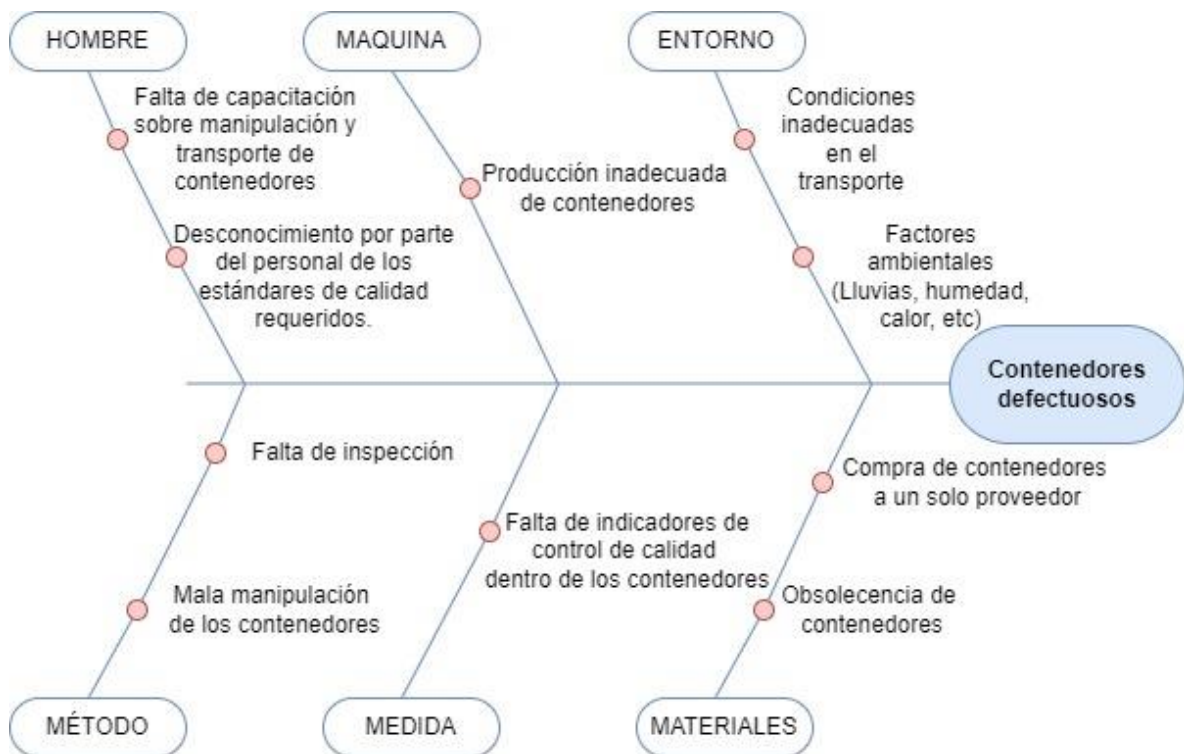 HOMBRE
MAQUINA
ENTORNO
Falta de capacitación
sobre manipulación y
transporte de
contenedores
Desconocimiento por parte
del personal de los
estándares de calidad
requeridos.
Producción inadecuada
de contenedores
Condiciones
inadecuadas
en el
transporte
Factores
ambientales
(Lluvias, humedad,
calor, etc)
Contenedores
defectuosos
Falta de inspección
Mala manipulación
de los contenedores
Falta de indicadores de
control de calidad
dentro de los contenedores
Compra de contenedores
a un solo proveedor
Obsolecencia de
contenedores
MÉTODO
MEDIDA
MATERIALES